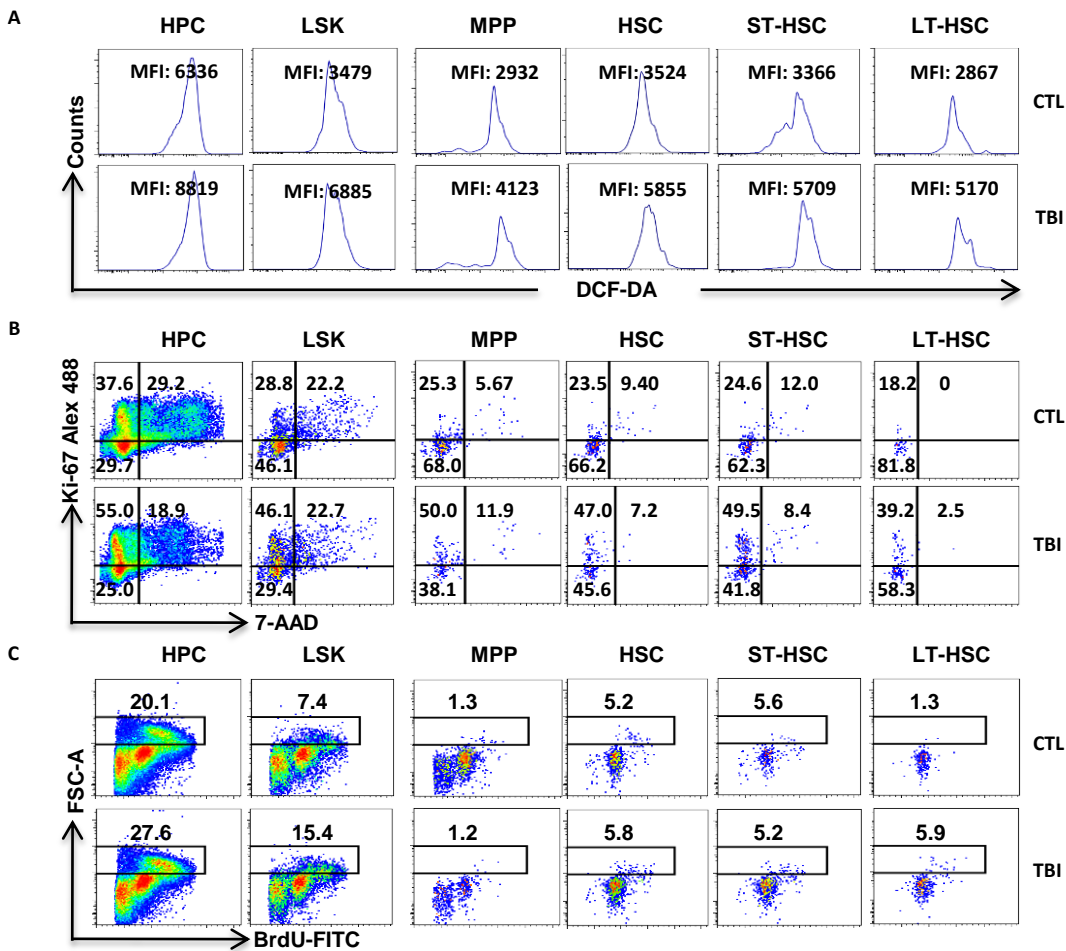 A
HPC LSK MPP HSC ST-HSC LT-HSC
MFI: 6336 MFI: 3479 MFI: 2932 MFI: 3524 MFI: 3366 MFI: 2867
CTL
Counts
MFI: 8819 MFI: 6885 MFI: 4123 MFI: 5855 MFI: 5709 MFI: 5170
TBI
DCF-DA
B
HPC LSK MPP HSC ST-HSC LT-HSC
37.6 29.2 28.8 22.2 25.3 5.67 23.5 9.40 24.6 12.0 18.2 0
CTL
29.7 46.1 68.0 66.2 62.3 81.8
Ki-67 Alex 488
55.0 18.9 46.1 22.7 50.0 11.9 47.0 7.2 49.5 8.4 39.2 2.5
TBI
25.0 29.4 38.1 45.6 41.8 58.3
7-AAD
C
HPC LSK MPP HSC ST-HSC LT-HSC
20.1 7.4 1.3 5.2 5.6 1.3
CTL
FSC-A
27.6 15.4 1.2 5.8 5.2 5.9
TBI
BrdU-FITC